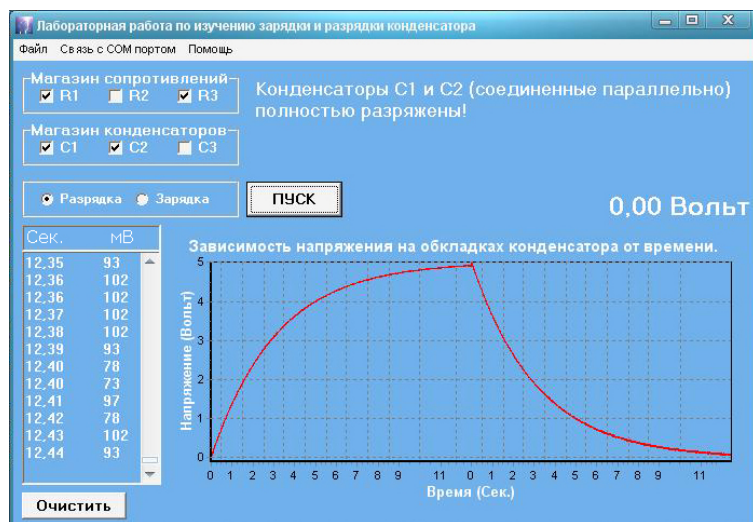 Лабораторная работа по изучению зарядки и разрядки конденсатора
Файл Связь с COM портом Помощь
Магазин сопротивлений
R1 R2 R3
Конденсаторы С1 и С2 (соединенные параллельно)
полностью разряжены!
Магазин конденсаторов
С1 С2 С3
Разрядка Зарядка
ПУСК
0,00 Вольт
Сек. мВ
12,35 93
12,36 102
12,36 102
12,37 102
12,38 102
12,39 93
12,40 78
12,40 73
12,41 97
12,42 78
12,43 102
12,44 93
Очистить
Зависимость напряжения на обкладках конденсатора от времени.
Напряжение (Вольт)
5
4
3
2
1
0
0 1 2 3 4 5 6 7 8 9 11 0 1 2 3 4 5 6 7 8 9 11
Время (Сек.)